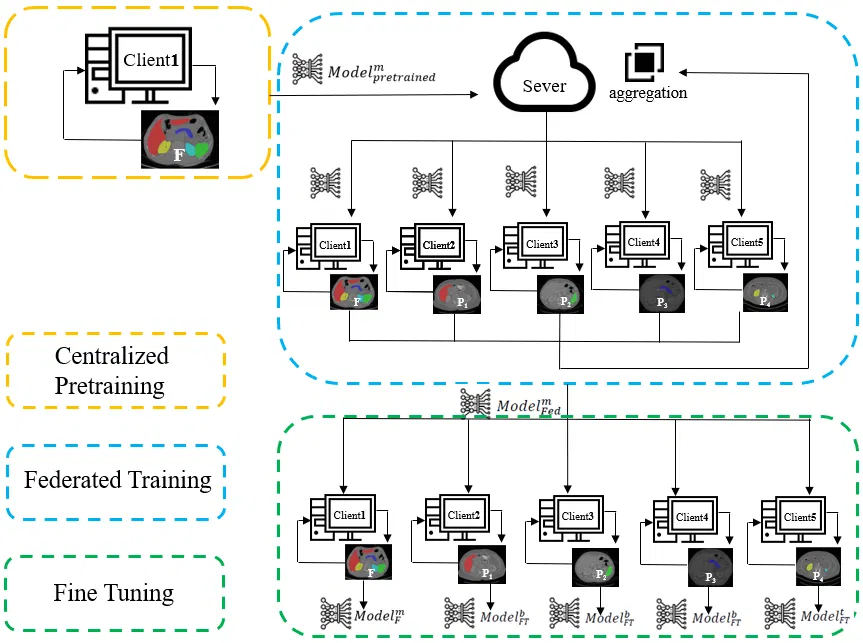 Client1
F
Model^m_pretrained
Sever
aggregation
Client1
Client2
Client3
Client4
Client5
F
P1
P2
P3
P4
Centralized
Pretraining
Federated Training
Fine Tuning
Model^m_Fed
Client1
Client2
Client3
Client4
Client5
F
P1
P2
P3
P4
Model^m_F
Model^b_FT
Model^b_FT
Model^b_FT
Model^t_FT